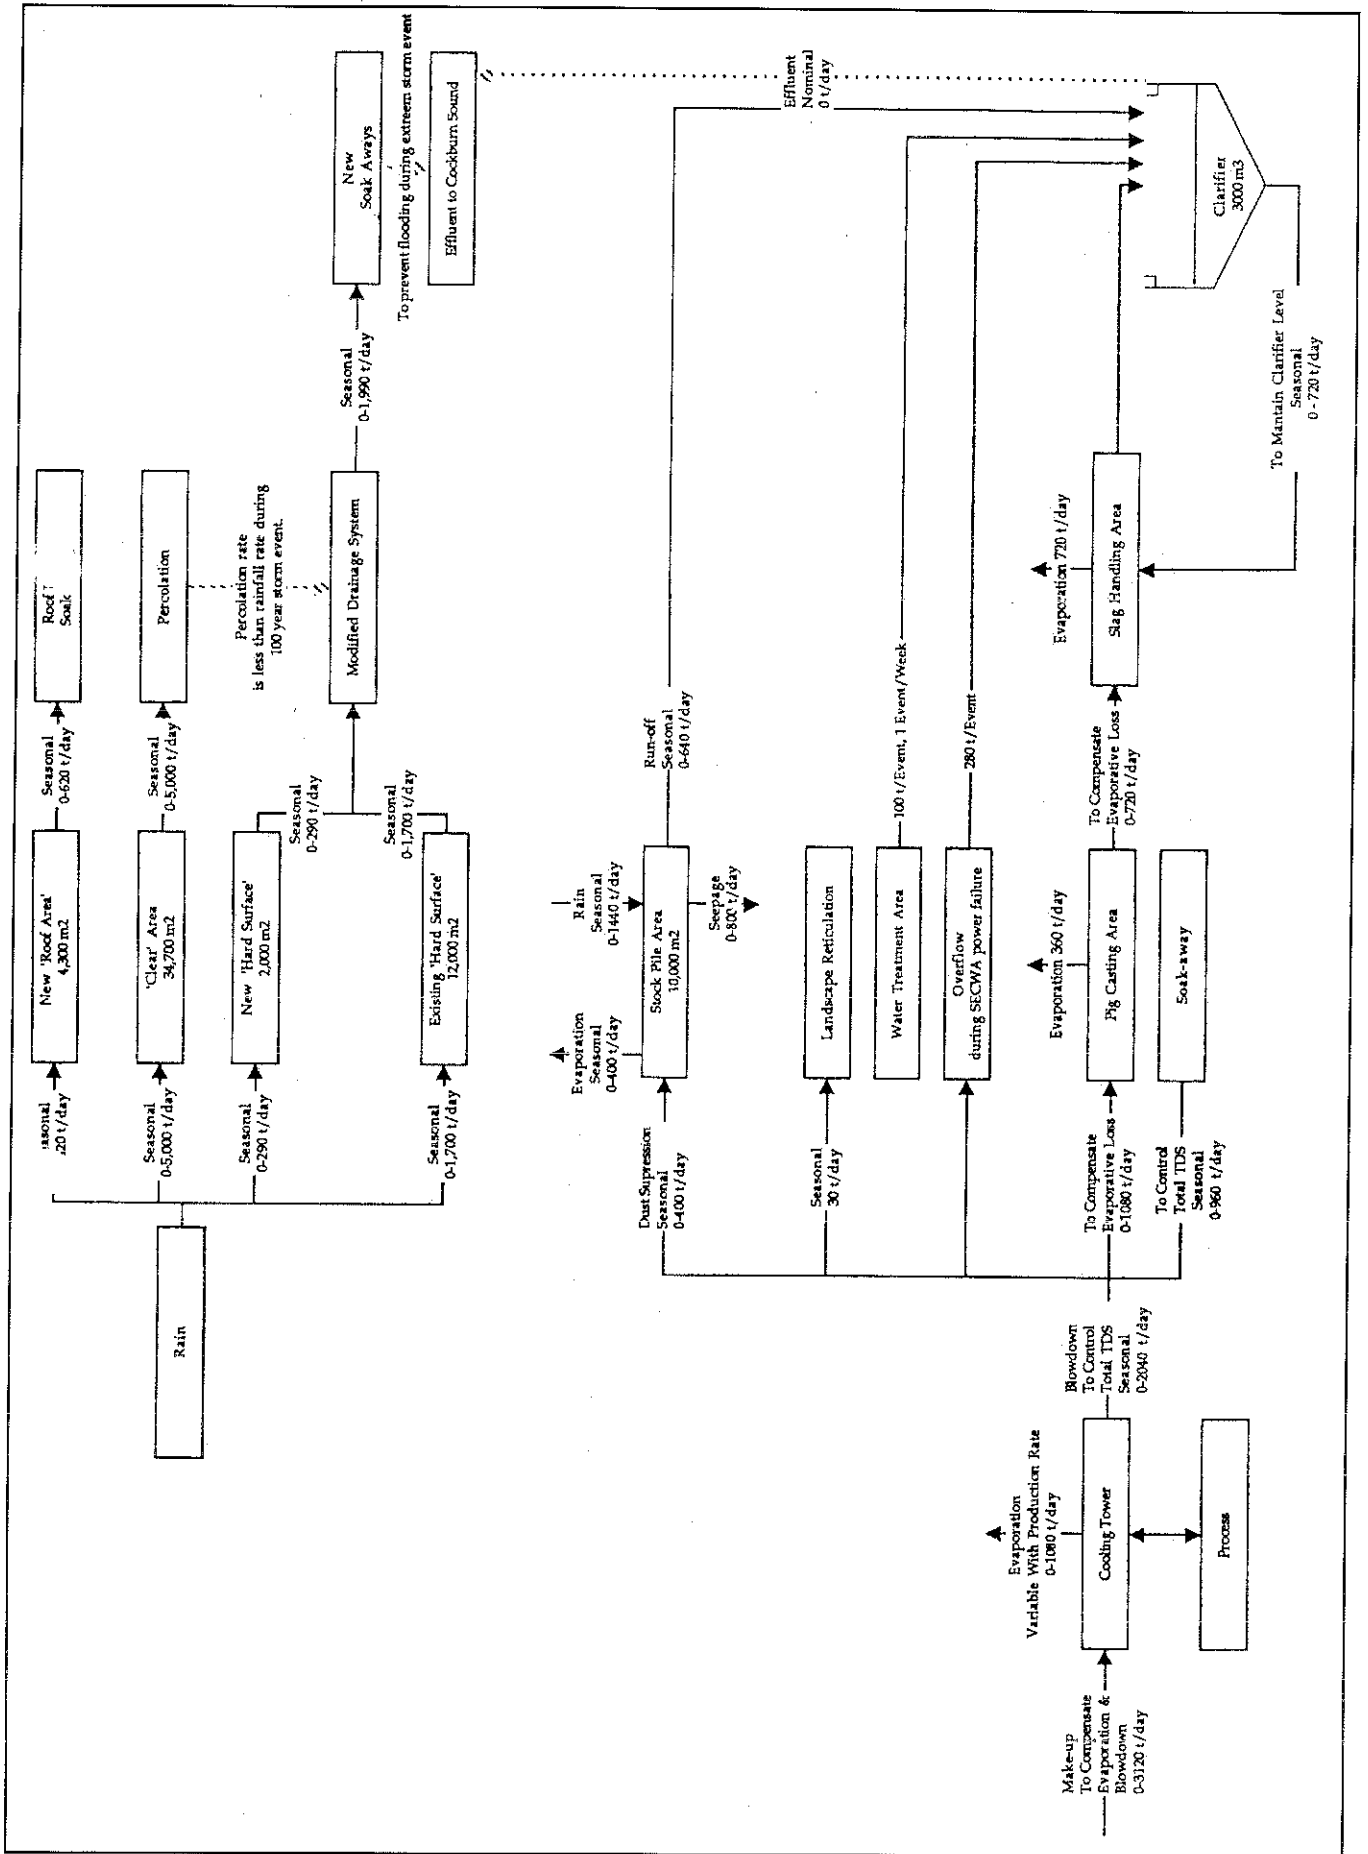 Rain
Seasonal
0-5,000 t/day
Seasonal
0-290 t/day
Seasonal
0-1,700 t/day
New 'Roof Area'
4,300 m2
'Clear' Area
34,700 m2
New 'Hard Surface'
2,000 m2
Existing 'Hard Surface'
12,000 m2
Seasonal
0-620 t/day
Seasonal
0-5,000 t/day
Seasonal
0-290 t/day
Seasonal
0-1,700 t/day
Roof
Soak
Percolation
Percolation rate
is less than rainfall rate during
100 year storm event.
Modified Drainage System
Seasonal
0-1,990 t/day
New
Soak Aways
To prevent flooding during extreem storm event
Effluent to Cockburn Sound
Make-up
To Compensate
Evaporation &
Blowdown
0-3120 t/day
Evaporation
Variable With Production Rate
0-1080 t/day
Cooling Tower
Process
Blowdown
To Control
Total TDS
Seasonal
0-2040 t/day
Dust Supression
Seasonal
0-400 t/day
Seasonal
30 t/day
To Compensate
Evaporative Loss
0-1080 t/day
To Control
Total TDS
Seasonal
0-960 t/day
Evaporation
Seasonal
0-400 t/day
Rain
Seasonal
0-1440 t/day
Stock Pile Area
10,000 m2
Seepage
0-800 t/day
Run-off
Seasonal
0-640 t/day
Landscape Reticulation
Water Treatment Area
100 t/Event, 1 Event/Week
Overflow
during SECWA power failure
280 t/Event
Evaporation 360 t/day
Pig Casting Area
Soak-away
To Compensate
Evaporative Loss
0-720 t/day
Evaporation 720 t/day
Slag Handling Area
To Mantain Clarifier Level
Seasonal
0 - 720 t/day
Effluent
Nominal
0 t/day
Clarifier
3000 m3